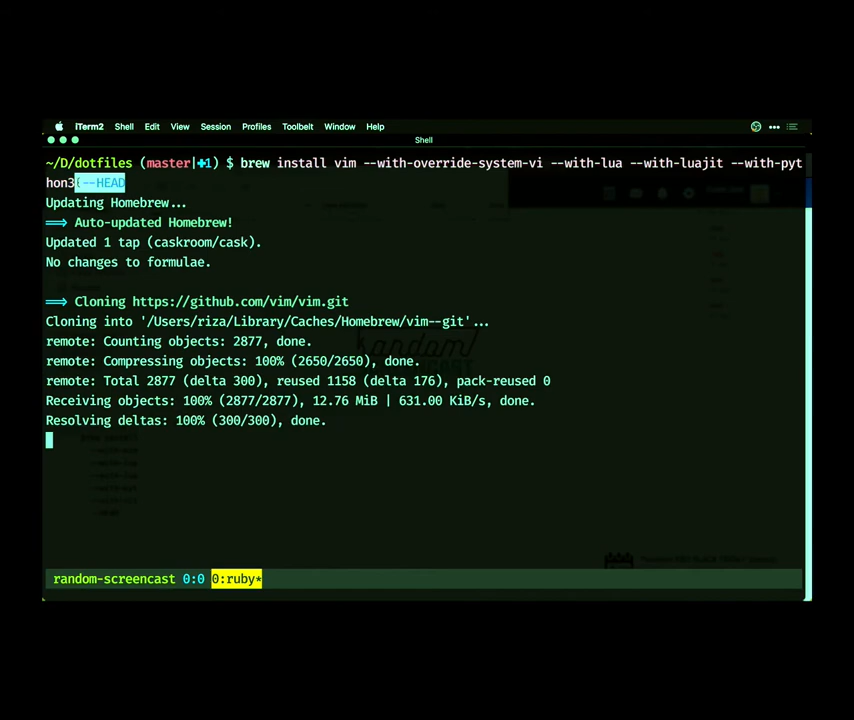 iTerm2 Shell Edit View Session Profiles Toolbelt Window Help
Shell
~/D/dotfiles (master|✚1) $ brew install vim --with-override-system-vi --with-lua --with-luajit --with-pyt
hon3 --HEAD
Updating Homebrew...
==> Auto-updated Homebrew!
Updated 1 tap (caskroom/cask).
No changes to formulae.
==> Cloning https://github.com/vim/vim.git
Cloning into '/Users/riza/Library/Caches/Homebrew/vim--git'...
remote: Counting objects: 2877, done.
remote: Compressing objects: 100% (2650/2650), done.
remote: Total 2877 (delta 300), reused 1158 (delta 176), pack-reused 0
Receiving objects: 100% (2877/2877), 12.76 MiB | 631.00 KiB/s, done.
Resolving deltas: 100% (300/300), done.
random-screencast 0:0 0:ruby*